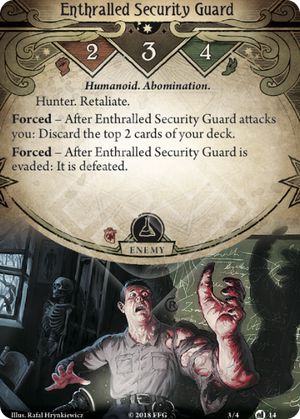 Enthralled Security Guard
2 3 4
Humanoid. Abomination.
Hunter. Retaliate.
Forced – After Enthralled Security Guard attacks
you: Discard the top 2 cards of your deck.
Forced – After Enthralled Security Guard is
evaded: It is defeated.
ENEMY
Illus. Rafał Hrynkiewicz
© 2018 FFG
3/4
14